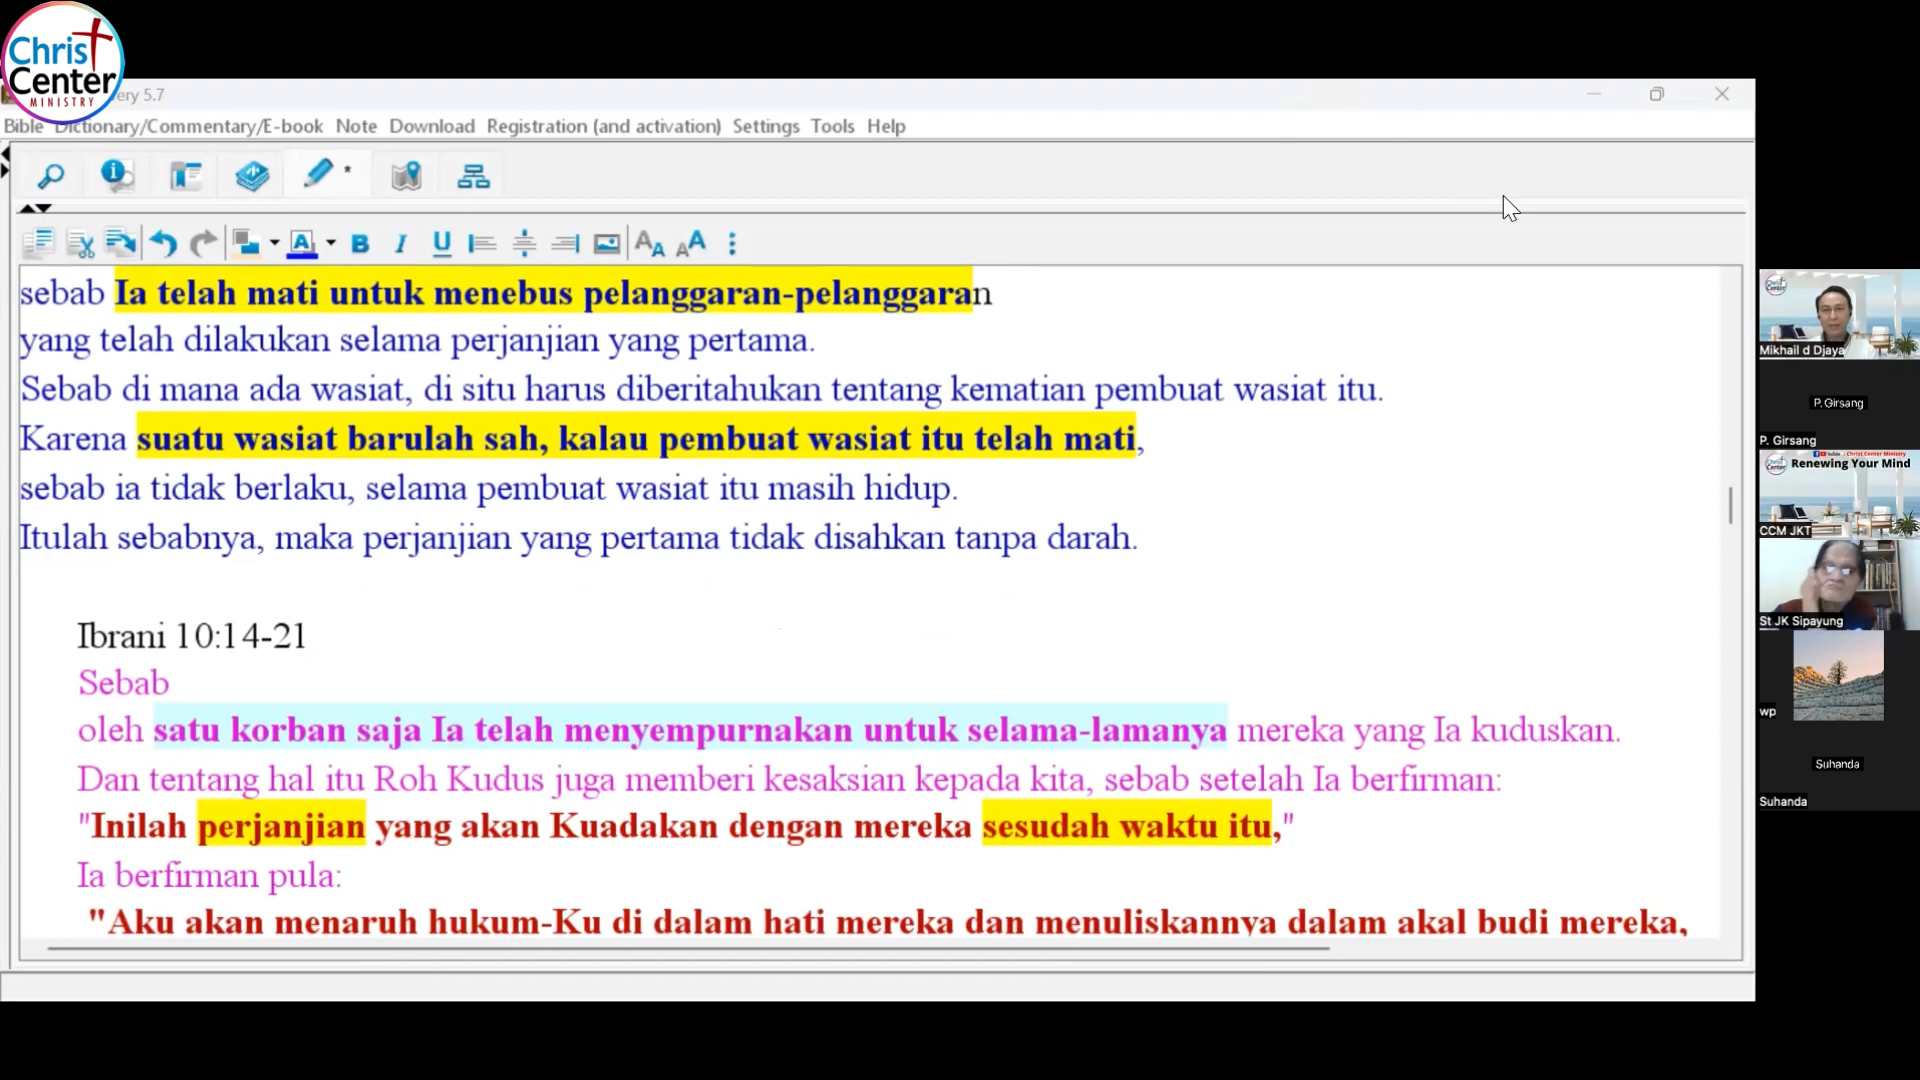 Christ
Center
MINISTRY
ery 5.7
Bible Dictionary/Commentary/E-book Note Download Registration (and activation) Settings Tools Help
sebab Ia telah mati untuk menebus pelanggaran-pelanggaran
yang telah dilakukan selama perjanjian yang pertama.
Sebab di mana ada wasiat, di situ harus diberitahukan tentang kematian pembuat wasiat itu.
Karena suatu wasiat barulah sah, kalau pembuat wasiat itu telah mati,
sebab ia tidak berlaku, selama pembuat wasiat itu masih hidup.
Itulah sebabnya, maka perjanjian yang pertama tidak disahkan tanpa darah.
Ibrani 10:14-21
Sebab
oleh satu korban saja Ia telah menyempurnakan untuk selama-lamanya mereka yang Ia kuduskan.
Dan tentang hal itu Roh Kudus juga memberi kesaksian kepada kita, sebab setelah Ia berfirman:
"Inilah perjanjian yang akan Kuadakan dengan mereka sesudah waktu itu,"
Ia berfirman pula:
"Aku akan menaruh hukum-Ku di dalam hati mereka dan menuliskannya dalam akal budi mereka,
Mikhail d Djaya
P. Girsang
P. Girsang
Christ Center Ministry
Renewing Your Mind
CCM JKT
St JK Sipayung
wp
Suhanda
Suhanda